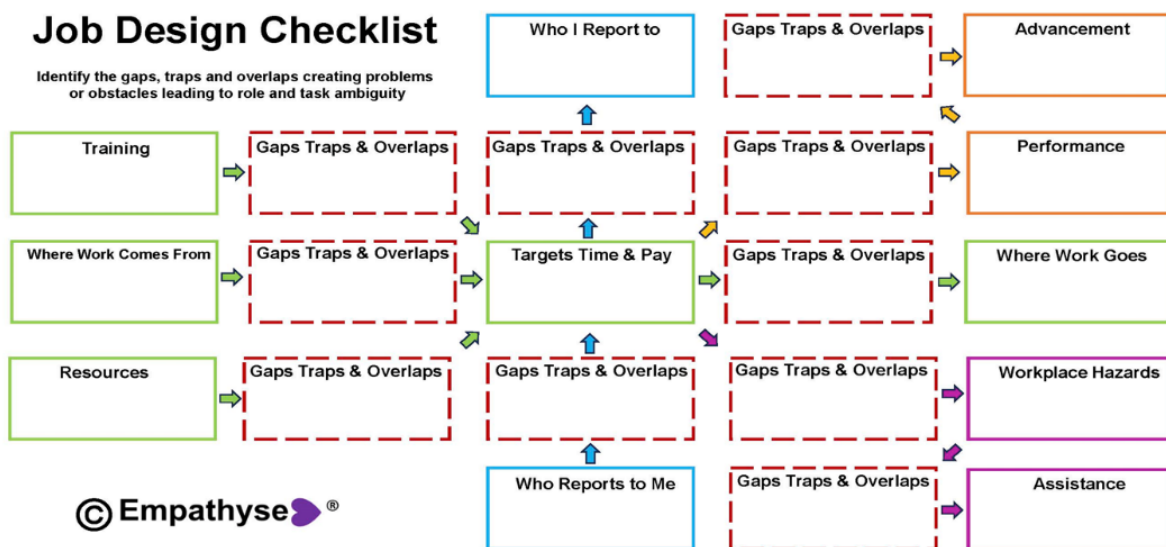 Job Design Checklist
Identify the gaps, traps and overlaps creating problems
or obstacles leading to role and task ambiguity
Who I Report to
Gaps Traps & Overlaps
Advancement
Training
Gaps Traps & Overlaps
Gaps Traps & Overlaps
Gaps Traps & Overlaps
Performance
Where Work Comes From
Gaps Traps & Overlaps
Targets Time & Pay
Gaps Traps & Overlaps
Where Work Goes
Resources
Gaps Traps & Overlaps
Gaps Traps & Overlaps
Gaps Traps & Overlaps
Workplace Hazards
Who Reports to Me
Gaps Traps & Overlaps
Assistance
© Empathyse ®